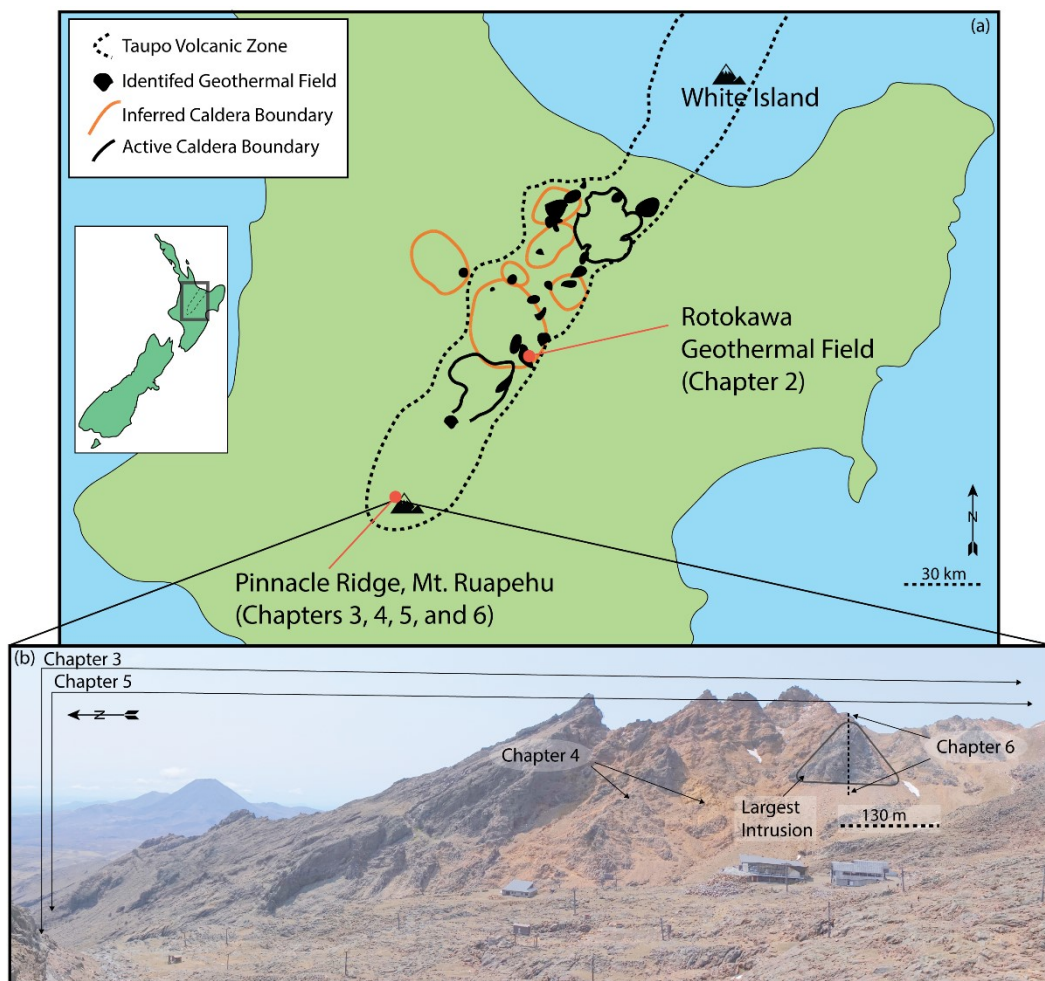 (a)
Taupo Volcanic Zone
Identifed Geothermal Field
Inferred Caldera Boundary
Active Caldera Boundary
White Island
Rotokawa
Geothermal Field
(Chapter 2)
N
30 km
Pinnacle Ridge, Mt. Ruapehu
(Chapters 3, 4, 5, and 6)
(b)
Chapter 3
Chapter 5
N
Chapter 4
Chapter 6
Largest
Intrusion
130 m